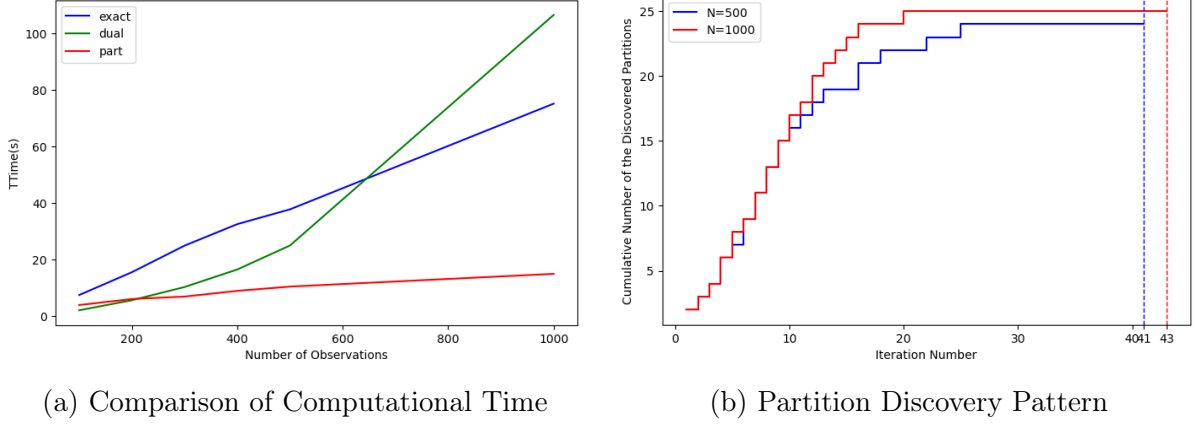 exact
dual
part
100
80
60
40
20
0
TTime(s)
200
400
600
800
1000
Number of Observations
(a) Comparison of Computational Time
N=500
N=1000
25
20
15
10
5
Cumulative Number of the Discovered Partitions
0
10
20
30
40
41
43
Iteration Number
(b) Partition Discovery Pattern